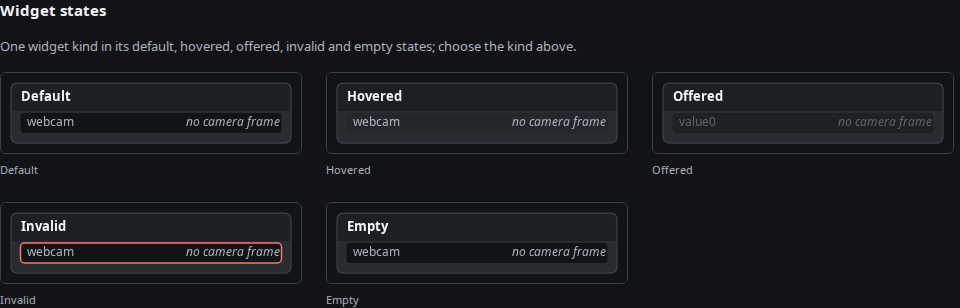 Widget states
One widget kind in its default, hovered, offered, invalid and empty states; choose the kind above.
Default
webcam no camera frame
Default
Hovered
webcam no camera frame
Hovered
Offered
value0 no camera frame
Offered
Invalid
webcam no camera frame
Invalid
Empty
webcam no camera frame
Empty